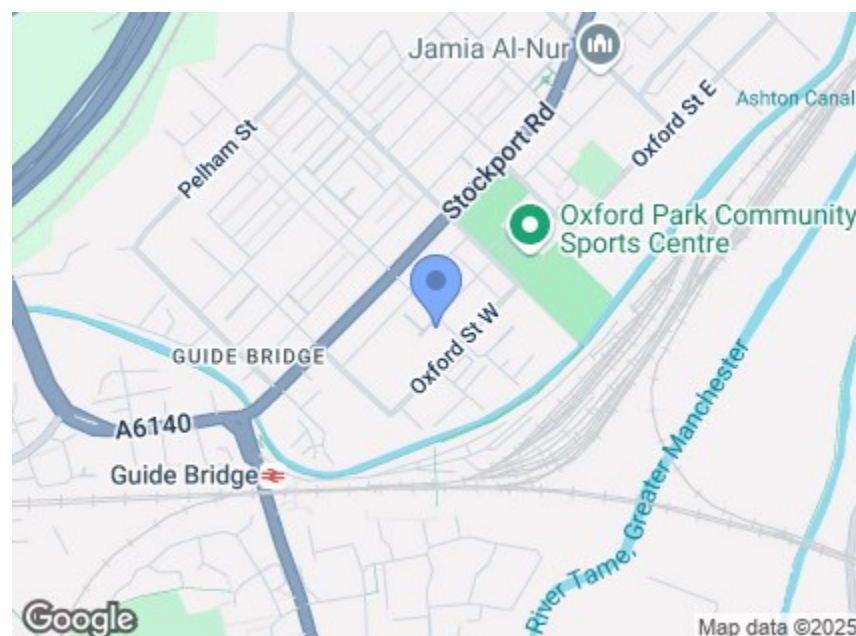 Jamia Al-Nur
Ashton Canal
Pelham St
Stockport Rd
Oxford St E
Oxford Park Community
Sports Centre
GUIDE BRIDGE
Oxford St W
A6140
Guide Bridge
River Tame, Greater Manchester
Google
Map data ©2025